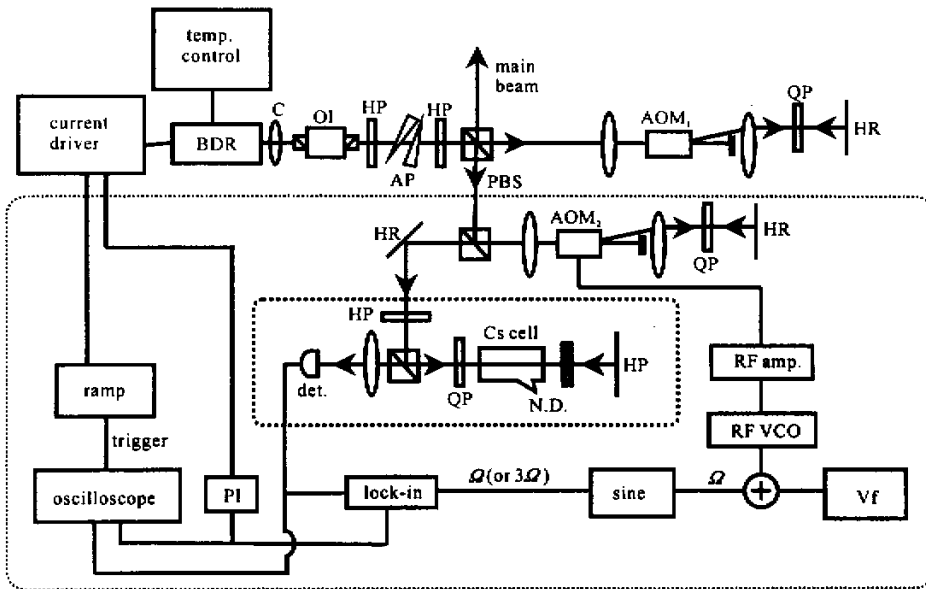 temp.
control
main
beam
current
driver
BDR
C
OI
HP
AP
HP
PBS
AOM₁
QP
HR
HR
AOM₂
QP
HR
HP
Cs cell
det.
QP
N.D.
HP
RF amp.
ramp
RF VCO
trigger
oscilloscope
PI
lock-in
Ω(or 3Ω)
sine
Ω
+
Vf